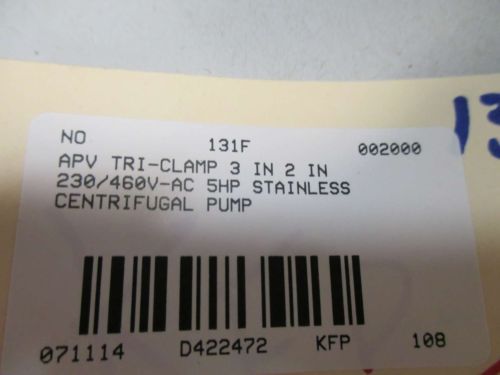 13
NO 131F 002000
APV TRI-CLAMP 3 IN 2 IN
230/460V-AC 5HP STAINLESS
CENTRIFUGAL PUMP
071114 D422472 KFP 108